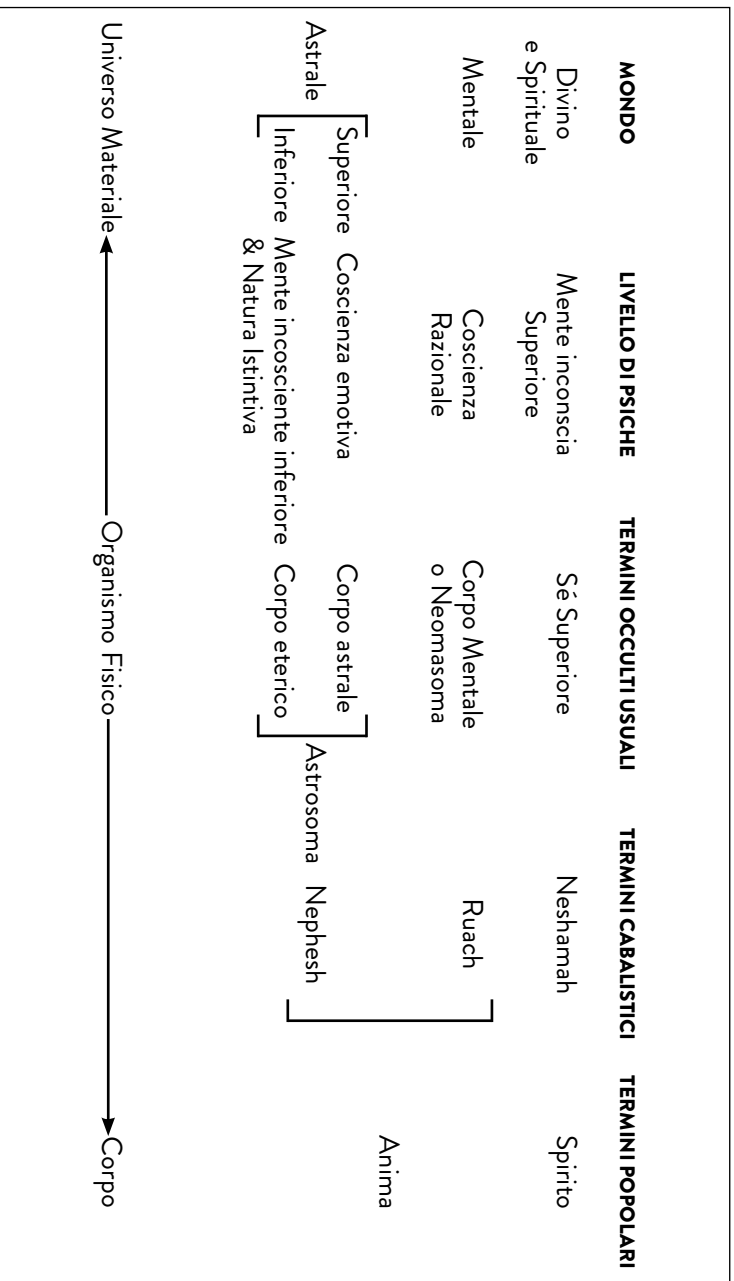 MONDO LIVELLO DI PSICHE TERMINI OCCULTI USUALI TERMINI CABALISTICI TERMINI POPOLARI
Divino Mente inconscia Sé Superiore Neshamah Spirito
e Spirituale Superiore
Mentale Coscienza Corpo Mentale Ruach
Razionale o Neomasoma
Anima
Superiore Coscienza emotiva Corpo astrale
Astrale Astrosoma Nephesh
Inferiore Mente incosciente inferiore Corpo eterico
& Natura Istintiva
Universo Materiale Organismo Fisico Corpo